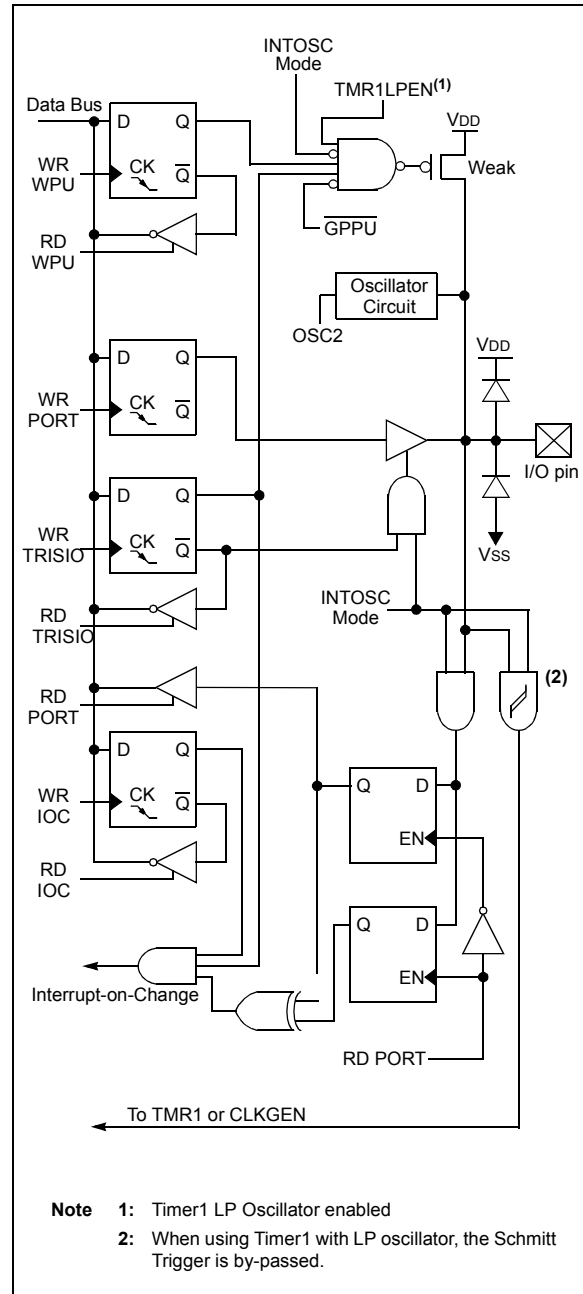 INTOSC
Mode
TMR1LPEN(1)
Data Bus
D Q
VDD
WR
WPU
CK
Q
Weak
RD
WPU
GPPU
Oscillator
Circuit
OSC2
VDD
D Q
WR
PORT
CK
Q
I/O pin
D Q
WR
TRISIO
CK
Q
VSS
INTOSC
Mode
RD
TRISIO
(2)
RD
PORT
D Q
Q D
WR
IOC
CK
Q
EN
RD
IOC
Q D
EN
Interrupt-on-Change
RD PORT
To TMR1 or CLKGEN
Note 1: Timer1 LP Oscillator enabled
2: When using Timer1 with LP oscillator, the Schmitt
Trigger is by-passed.